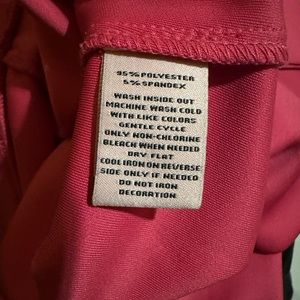 95% POLYESTER
5% SPANDEX
WASH INSIDE OUT
MACHINE WASH COLD
WITH LIKE COLORS
GENTLE CYCLE
ONLY NON-CHLORINE
BLEACH WHEN NEEDED
DRY FLAT
COOL IRON ON REVERSE
SIDE ONLY IF NEEDED
DO NOT IRON
DECORATION